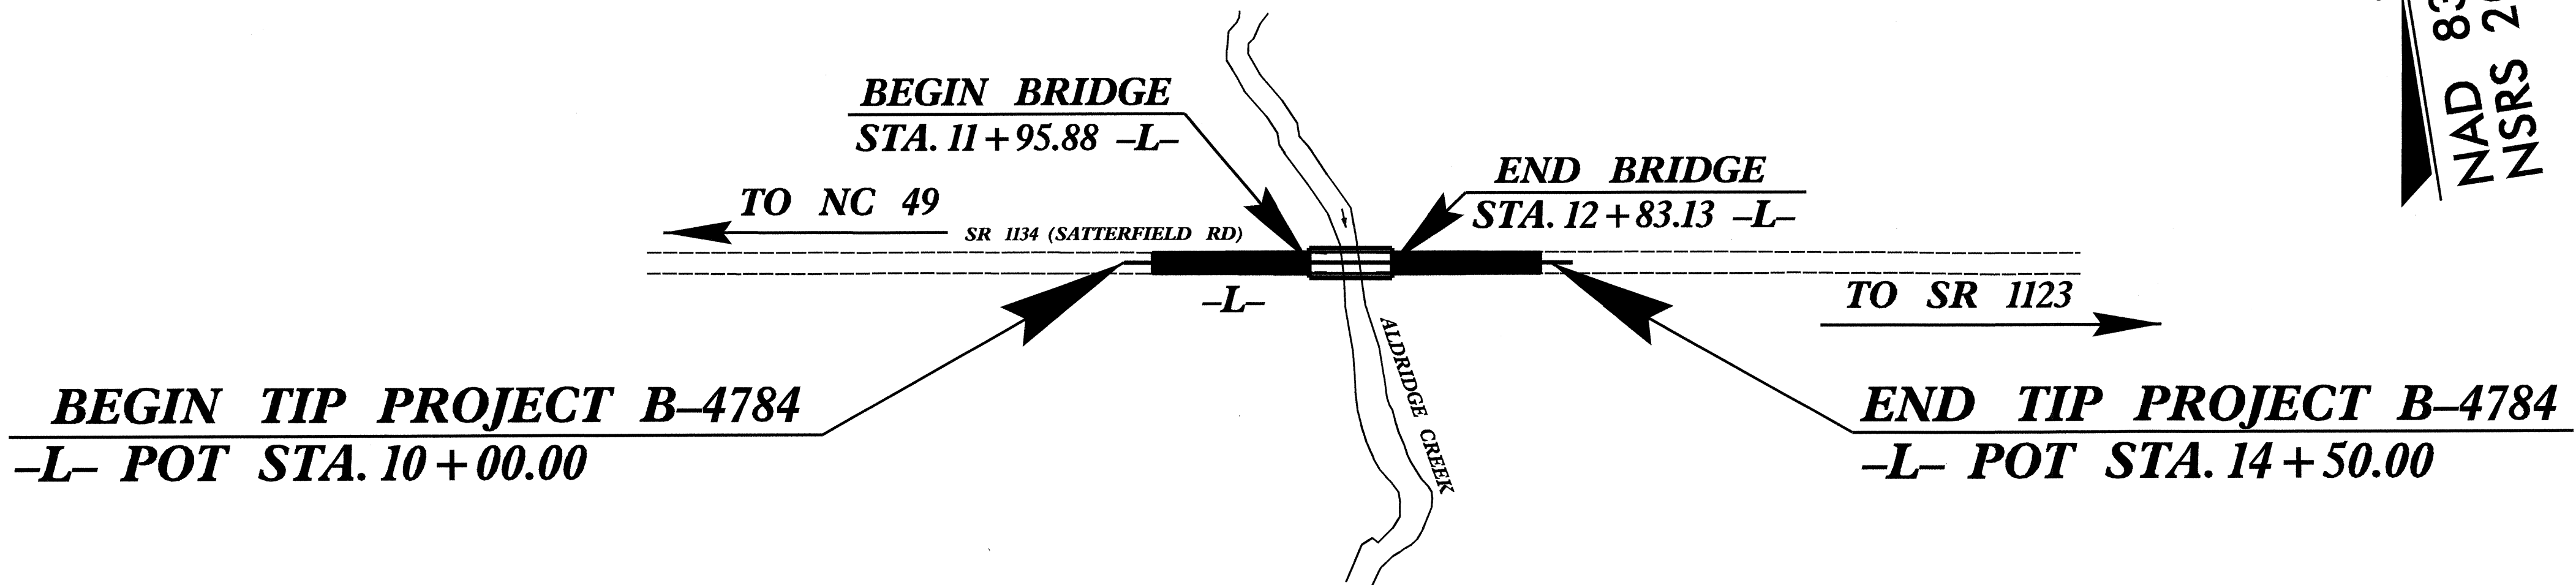 BEGIN BRIDGE
STA. 11+95.88 –L–
END BRIDGE
STA. 12+83.13 –L–
TO NC 49
SR 1134 (SATTERFIELD RD)
–L–
TO SR 1123
ALDRIDGE CREEK
BEGIN TIP PROJECT B–4784
–L– POT STA. 10+00.00
END TIP PROJECT B–4784
–L– POT STA. 14+50.00
NAD 83
NSRS